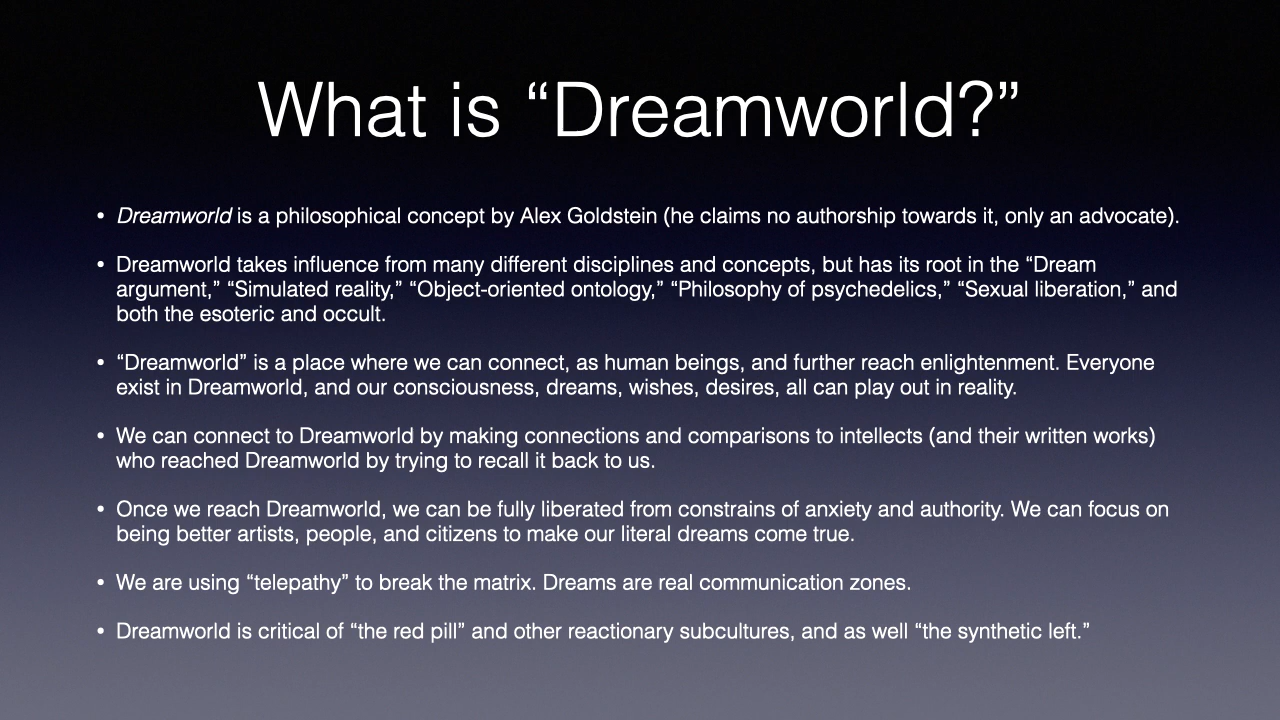 What is “Dreamworld?”
• Dreamworld is a philosophical concept by Alex Goldstein (he claims no authorship towards it, only an advocate).
• Dreamworld takes influence from many different disciplines and concepts, but has its root in the “Dream
argument,” “Simulated reality,” “Object-oriented ontology,” “Philosophy of psychedelics,” “Sexual liberation,” and
both the esoteric and occult.
• “Dreamworld” is a place where we can connect, as human beings, and further reach enlightenment. Everyone
exist in Dreamworld, and our consciousness, dreams, wishes, desires, all can play out in reality.
• We can connect to Dreamworld by making connections and comparisons to intellects (and their written works)
who reached Dreamworld by trying to recall it back to us.
• Once we reach Dreamworld, we can be fully liberated from constrains of anxiety and authority. We can focus on
being better artists, people, and citizens to make our literal dreams come true.
• We are using “telepathy” to break the matrix. Dreams are real communication zones.
• Dreamworld is critical of “the red pill” and other reactionary subcultures, and as well “the synthetic left.”